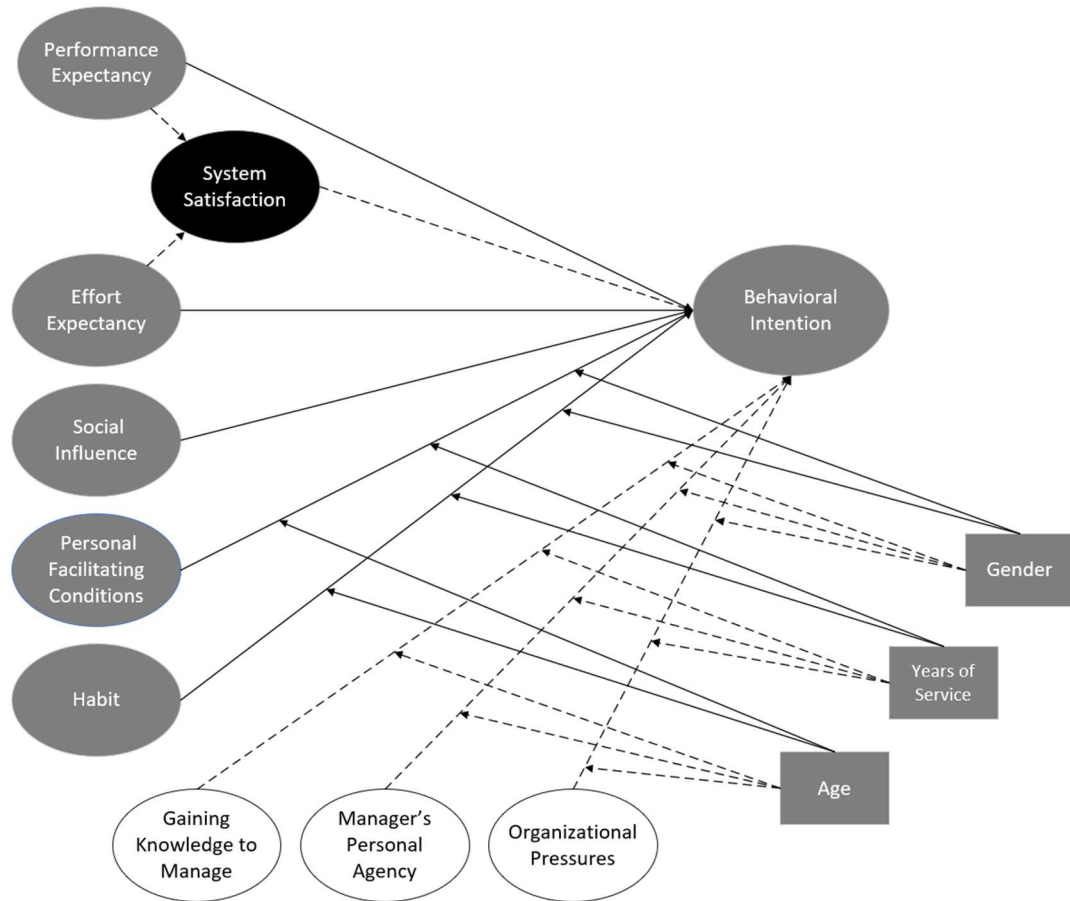 Performance
Expectancy
System
Satisfaction
Effort
Expectancy
Behavioral
Intention
Social
Influence
Personal
Facilitating
Conditions
Gender
Habit
Years of
Service
Age
Gaining
Knowledge to
Manage
Manager’s
Personal
Agency
Organizational
Pressures